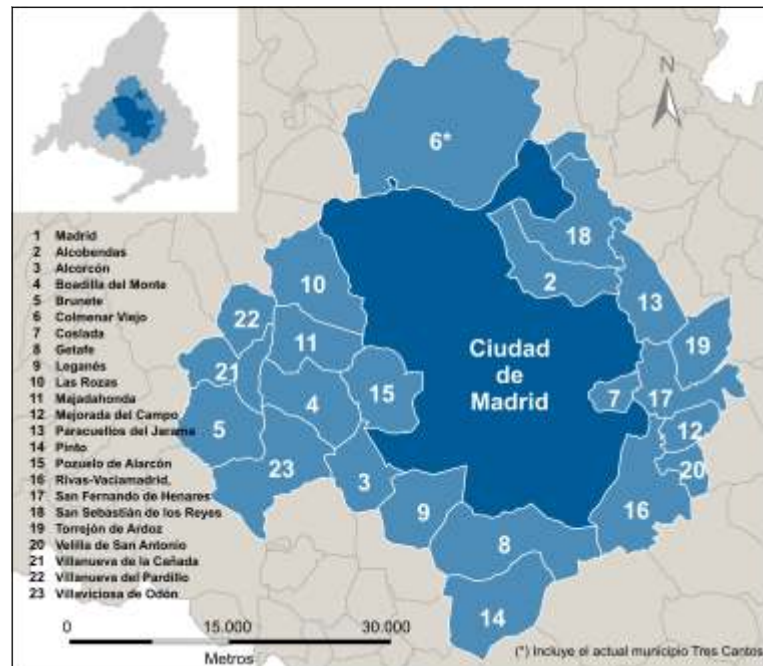 N
6*
18
2
10
13
22
19
11
Ciudad
de
Madrid
21
15
7
17
4
5
12
20
23
3
9
16
8
14
1 Madrid
2 Alcobendas
3 Alcorcón
4 Boadilla del Monte
5 Brunete
6 Colmenar Viejo
7 Coslada
8 Getafe
9 Leganés
10 Las Rozas
11 Majadahonda
12 Mejorada del Campo
13 Paracuellos del Jarama
14 Pinto
15 Pozuelo de Alarcón
16 Rivas-Vaciamadrid,
17 San Fernando de Henares
18 San Sebastián de los Reyes
19 Torrejón de Ardoz
20 Velilla de San Antonio
21 Villanueva de la Cañada
22 Villanueva del Pardillo
23 Villaviciosa de Odón
0 15.000 30.000
Metros
(*) Incluye el actual municipio Tres Cantos